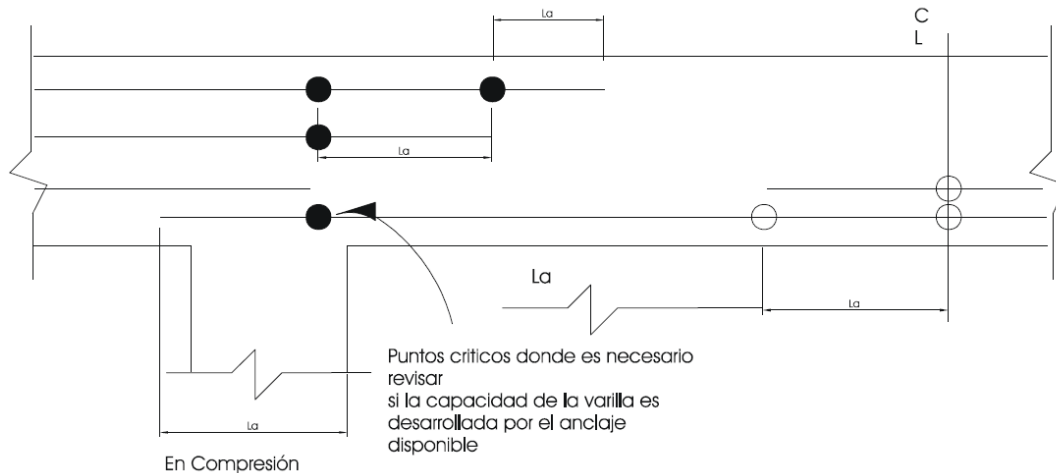 La
C
L
La
La
La
Puntos criticos donde es necesario
revisar
si la capacidad de la varilla es
desarrollada por el anclaje
disponible
La
En Compresión